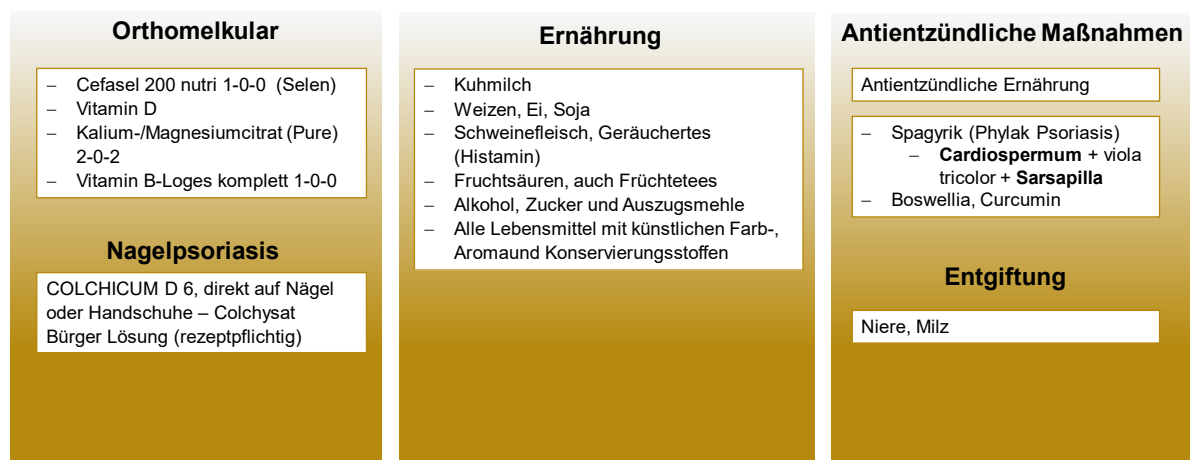 Orthomelkular
– Cefasel 200 nutri 1-0-0 (Selen)
– Vitamin D
– Kalium-/Magnesiumcitrat (Pure)
2-0-2
– Vitamin B-Loges komplett 1-0-0
Nagelpsoriasis
COLCHICUM D 6, direkt auf Nägel
oder Handschuhe – Colchysat
Bürger Lösung (rezeptpflichtig)
Ernährung
– Kuhmilch
– Weizen, Ei, Soja
– Schweinefleisch, Geräuchertes
(Histamin)
– Fruchtsäuren, auch Früchtetees
– Alkohol, Zucker und Auszugsmehle
– Alle Lebensmittel mit künstlichen Farb-,
Aromaund Konservierungsstoffen
Antientzündliche Maßnahmen
Antientzündliche Ernährung
– Spagyrik (Phylak Psoriasis)
– Cardiospermum + viola
tricolor + Sarsapilla
– Boswellia, Curcumin
Entgiftung
Niere, Milz